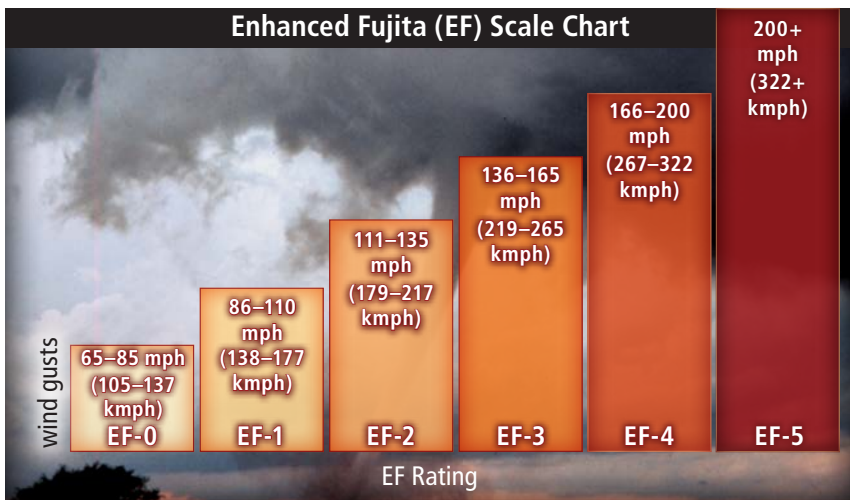 Enhanced Fujita (EF) Scale Chart
wind gusts
65–85 mph
(105–137
kmph)
EF-0
86–110
mph
(138–177
kmph)
EF-1
111–135
mph
(179–217
kmph)
EF-2
136–165
mph
(219–265
kmph)
EF-3
166–200
mph
(267–322
kmph)
EF-4
200+
mph
(322+
kmph)
EF-5
EF Rating